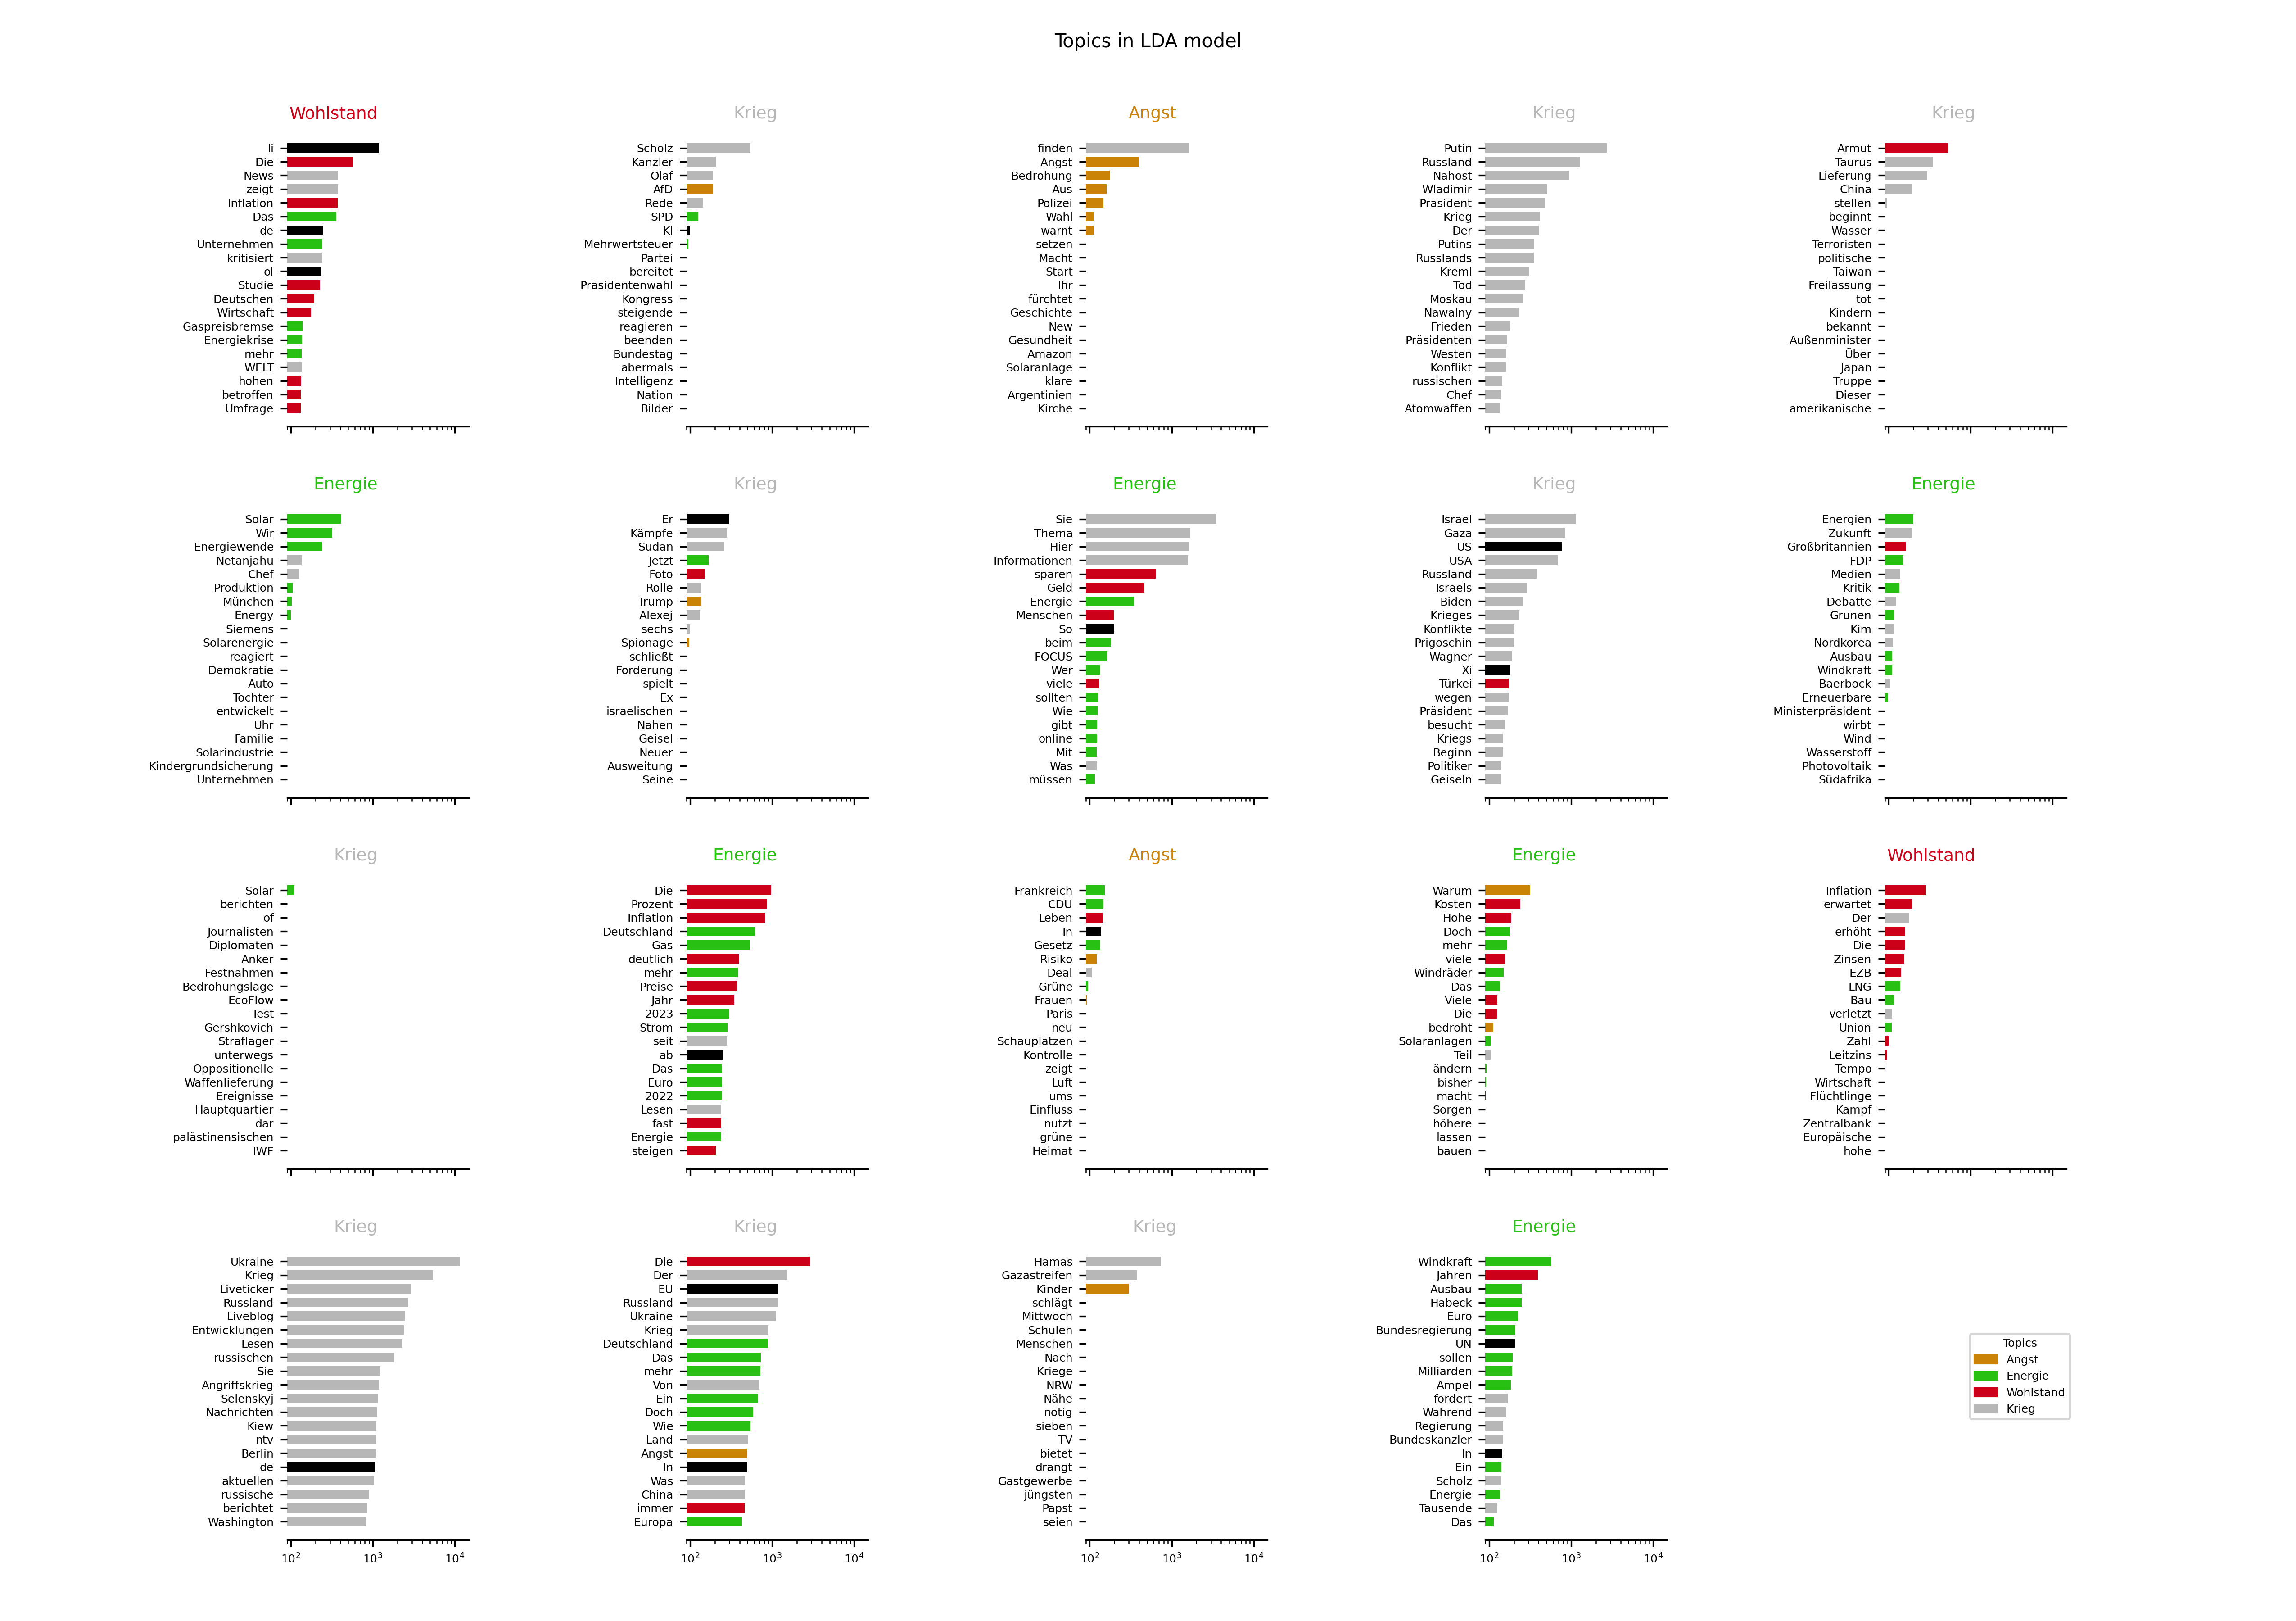 Topics in LDA model
Wohlstand
li
Die
News
zeigt
Inflation
Das
de
Unternehmen
kritisiert
ol
Studie
Deutschen
Wirtschaft
Gaspreisbremse
Energiekrise
mehr
WELT
hohen
betroffen
Umfrage
Krieg
Scholz
Kanzler
Olaf
AfD
Rede
SPD
KI
Mehrwertsteuer
Partei
bereitet
Präsidentenwahl
Kongress
steigende
reagieren
beenden
Bundestag
abermals
Intelligenz
Nation
Bilder
Angst
finden
Angst
Bedrohung
Aus
Polizei
Wahl
warnt
setzen
Macht
Start
Ihr
fürchtet
Geschichte
New
Gesundheit
Amazon
Solaranlage
klare
Argentinien
Kirche
Krieg
Putin
Russland
Nahost
Wladimir
Präsident
Krieg
Der
Putins
Russlands
Kreml
Tod
Moskau
Nawalny
Frieden
Präsidenten
Westen
Konflikt
russischen
Chef
Atomwaffen
Krieg
Armut
Taurus
Lieferung
China
stellen
beginnt
Wasser
Terroristen
politische
Taiwan
Freilassung
tot
Kindern
bekannt
Außenminister
Über
Japan
Truppe
Dieser
amerikanische
Energie
Solar
Wir
Energiewende
Netanjahu
Chef
Produktion
München
Energy
Siemens
Solarenergie
reagiert
Demokratie
Auto
Tochter
entwickelt
Uhr
Familie
Solarindustrie
Kindergrundsicherung
Unternehmen
Krieg
Er
Kämpfe
Sudan
Jetzt
Foto
Rolle
Trump
Alexej
sechs
Spionage
schließt
Forderung
spielt
Ex
israelischen
Nahen
Geisel
Neuer
Ausweitung
Seine
Energie
Sie
Thema
Hier
Informationen
sparen
Geld
Energie
Menschen
So
beim
FOCUS
Wer
viele
sollten
Wie
gibt
online
Mit
Was
müssen
Krieg
Israel
Gaza
US
USA
Russland
Israels
Biden
Krieges
Konflikte
Prigoschin
Wagner
Xi
Türkei
wegen
Präsident
besucht
Kriegs
Beginn
Politiker
Geiseln
Energie
Energien
Zukunft
Großbritannien
FDP
Medien
Kritik
Debatte
Grünen
Kim
Nordkorea
Ausbau
Windkraft
Baerbock
Erneuerbare
Ministerpräsident
wirbt
Wind
Wasserstoff
Photovoltaik
Südafrika
Krieg
Solar
berichten
of
Journalisten
Diplomaten
Anker
Festnahmen
Bedrohungslage
EcoFlow
Test
Gershkovich
Straflager
unterwegs
Oppositionelle
Waffenlieferung
Ereignisse
Hauptquartier
dar
palästinensischen
IWF
Energie
Die
Prozent
Inflation
Deutschland
Gas
deutlich
mehr
Preise
Jahr
2023
Strom
seit
ab
Das
Euro
2022
Lesen
fast
Energie
steigen
Angst
Frankreich
CDU
Leben
In
Gesetz
Risiko
Deal
Grüne
Frauen
Paris
neu
Schauplätzen
Kontrolle
zeigt
Luft
ums
Einfluss
nutzt
grüne
Heimat
Energie
Warum
Kosten
Hohe
Doch
mehr
viele
Windräder
Das
Viele
Die
bedroht
Solaranlagen
Teil
ändern
bisher
macht
Sorgen
höhere
lassen
bauen
Wohlstand
Inflation
erwartet
Der
erhöht
Die
Zinsen
EZB
LNG
Bau
verletzt
Union
Zahl
Leitzins
Tempo
Wirtschaft
Flüchtlinge
Kampf
Zentralbank
Europäische
hohe
Krieg
Ukraine
Krieg
Liveticker
Russland
Liveblog
Entwicklungen
Lesen
russischen
Sie
Angriffskrieg
Selenskyj
Nachrichten
Kiew
ntv
Berlin
de
aktuellen
russische
berichtet
Washington
10² 10³ 10⁴
Krieg
Die
Der
EU
Russland
Ukraine
Krieg
Deutschland
Das
mehr
Von
Ein
Doch
Wie
Land
Angst
In
Was
China
immer
Europa
10² 10³ 10⁴
Krieg
Hamas
Gazastreifen
Kinder
schlägt
Mittwoch
Schulen
Menschen
Nach
Kriege
NRW
Nähe
nötig
sieben
TV
bietet
drängt
Gastgewerbe
jüngsten
Papst
seien
10² 10³ 10⁴
Energie
Windkraft
Jahren
Ausbau
Habeck
Euro
Bundesregierung
UN
sollen
Milliarden
Ampel
fordert
Während
Regierung
Bundeskanzler
In
Ein
Scholz
Energie
Tausende
Das
10² 10³ 10⁴
Topics
Angst
Energie
Wohlstand
Krieg